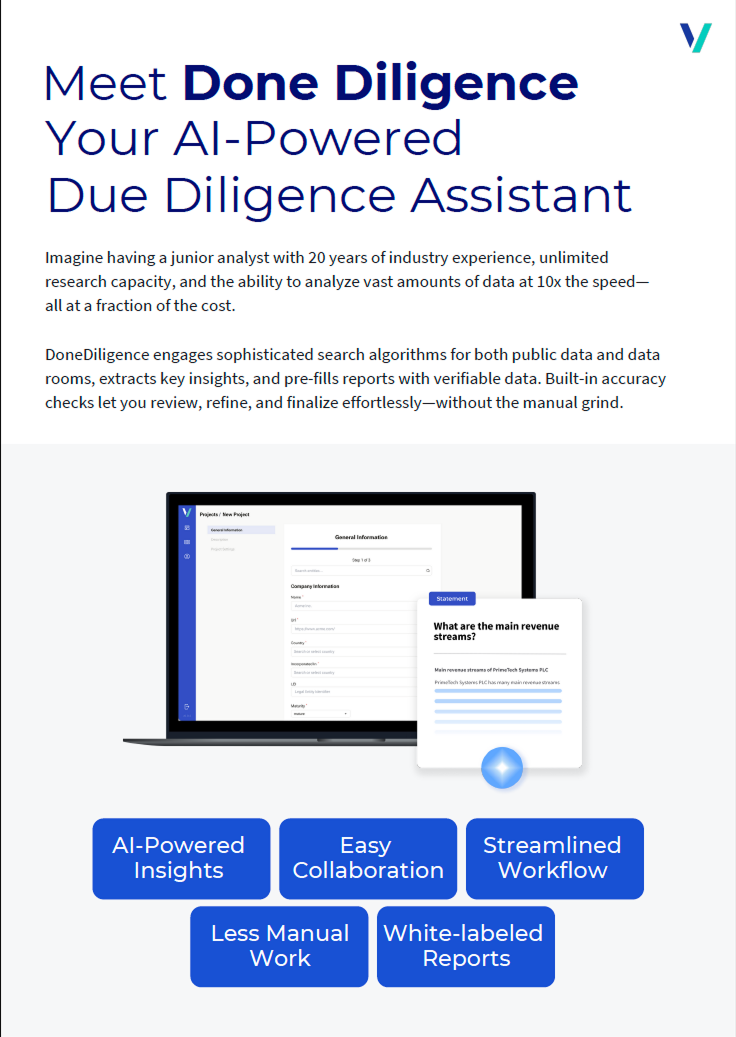 Meet Done Diligence
Your AI-Powered
Due Diligence Assistant
Imagine having a junior analyst with 20 years of industry experience, unlimited
research capacity, and the ability to analyze vast amounts of data at 10x the speed—
all at a fraction of the cost.
DoneDiligence engages sophisticated search algorithms for both public data and data
rooms, extracts key insights, and pre-fills reports with verifiable data. Built-in accuracy
checks let you review, refine, and finalize effortlessly—without the manual grind.
Projects / New Project
General Information
General Information
Step 1 of 3
Search entities...
Company Information
Name *
Url *
Country *
Search or select country
Incorporated in *
Search or select country
LEI
Legal entity identifier
Maturity *
Statement
What are the main revenue
streams?
Main revenue streams of PrimeTech Systems PLC
PrimeTech Systems PLC has many main revenue streams
AI-Powered
Insights
Easy
Collaboration
Streamlined
Workflow
Less Manual
Work
White-labeled
Reports